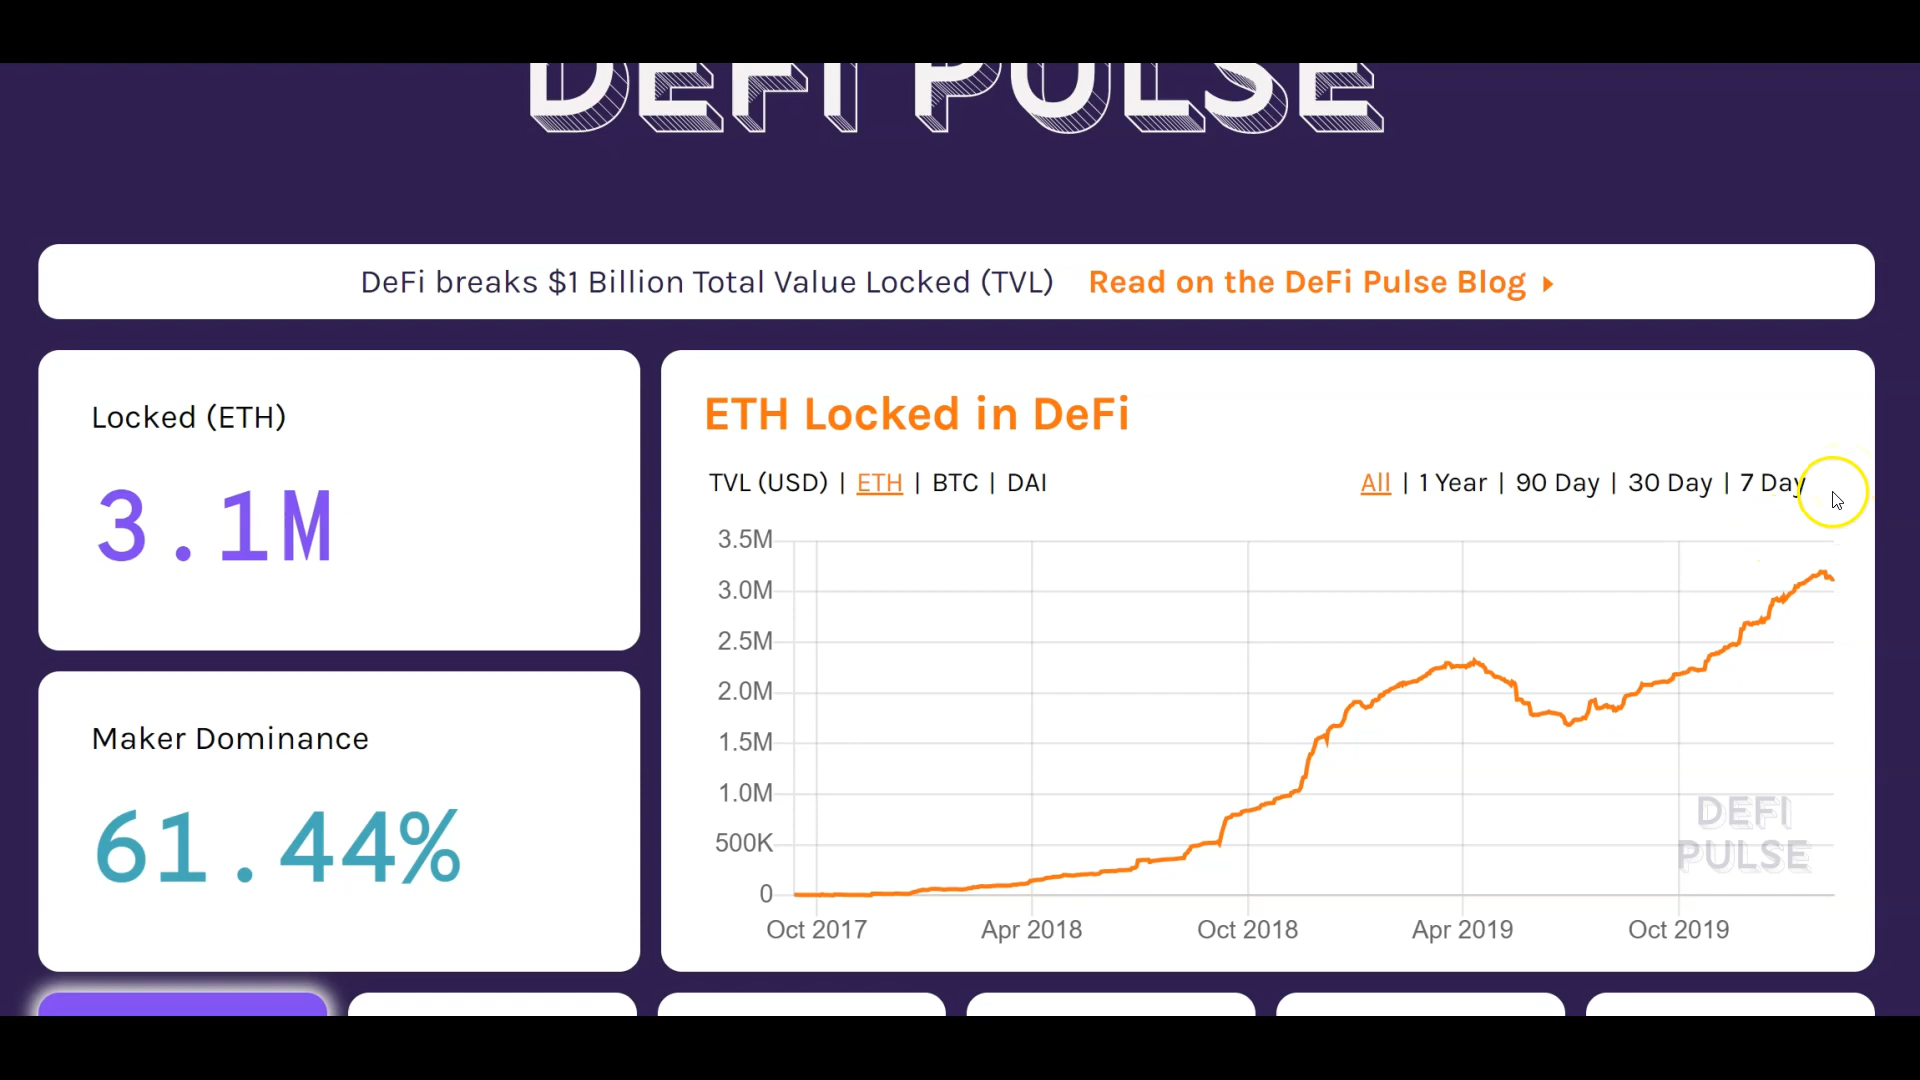 DEFI PULSE
DeFi breaks $1 Billion Total Value Locked (TVL) Read on the DeFi Pulse Blog
Locked (ETH)
3.1M
Maker Dominance
61.44%
ETH Locked in DeFi
TVL (USD) | ETH | BTC | DAI
All | 1 Year | 90 Day | 30 Day | 7 Day
3.5M
3.0M
2.5M
2.0M
1.5M
1.0M
500K
0
Oct 2017 Apr 2018 Oct 2018 Apr 2019 Oct 2019
DEFI
PULSE